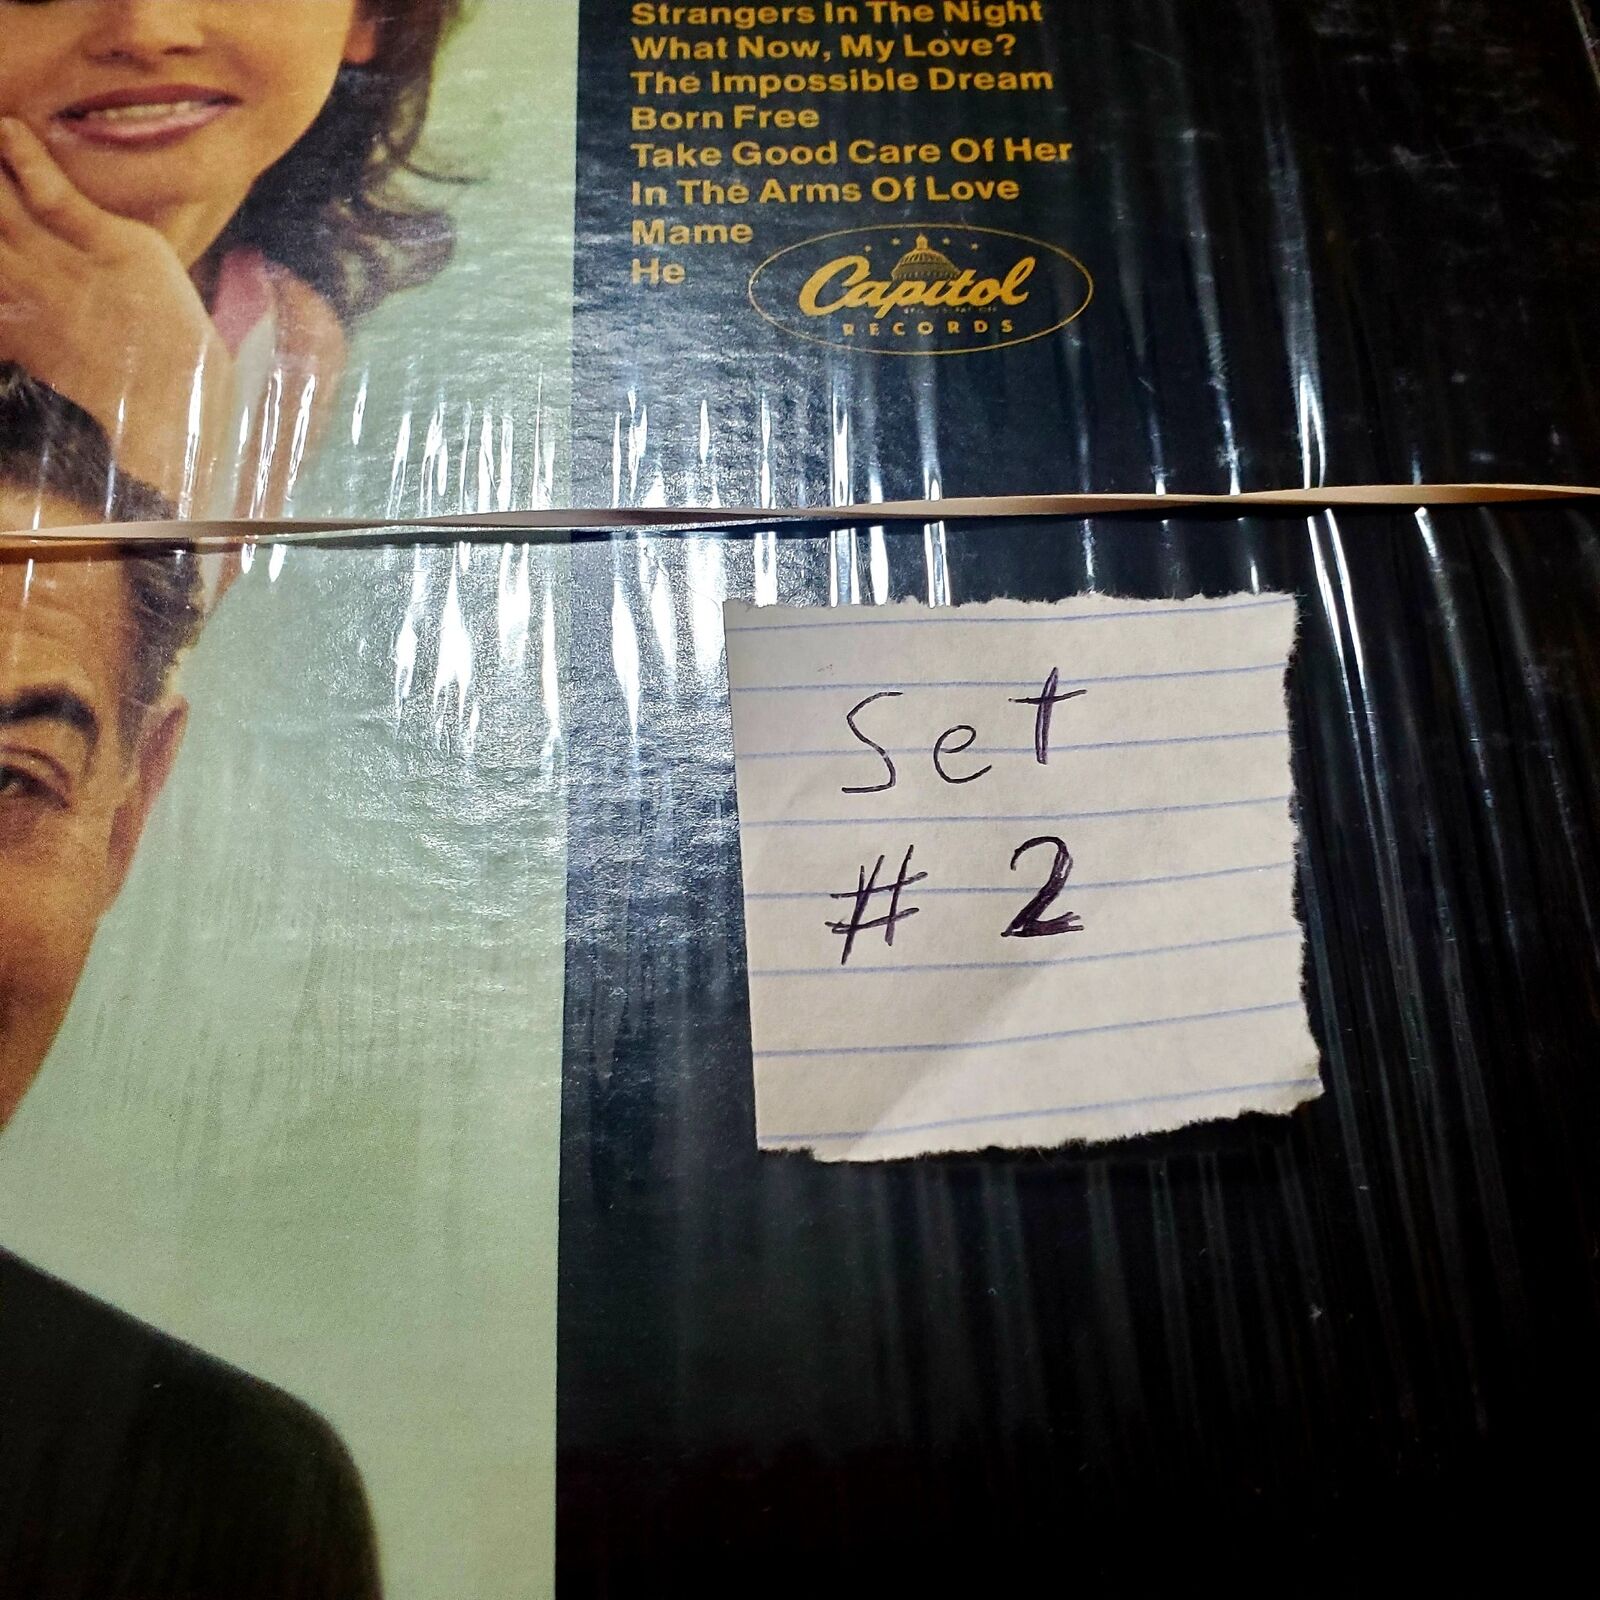 Strangers In The Night
What Now, My Love?
The Impossible Dream
Born Free
Take Good Care Of Her
In The Arms Of Love
Mame
He
Capitol
RECORDS
Set
# 2